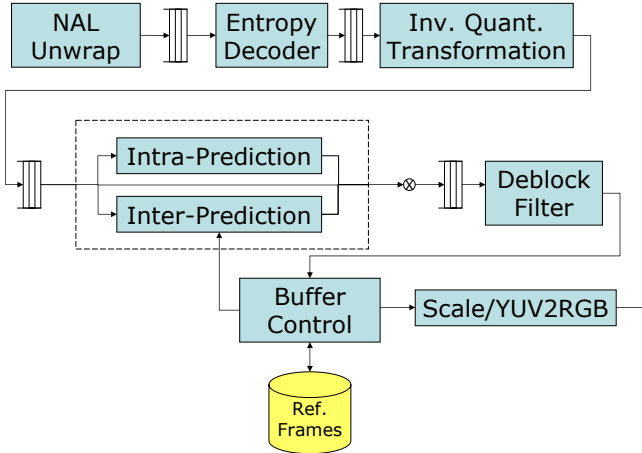 NAL
Unwrap
Entropy
Decoder
Inv. Quant.
Transformation
Intra-Prediction
Inter-Prediction
Deblock
Filter
Buffer
Control
Scale/YUV2RGB
Ref.
Frames